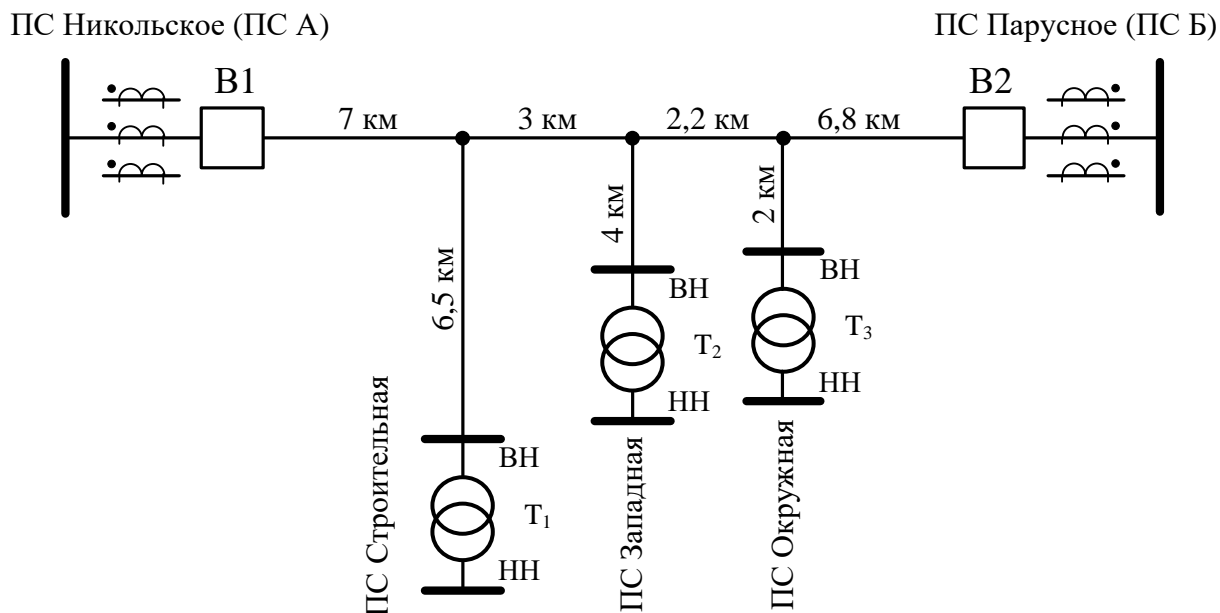 ПС Никольское (ПС А)
ПС Парусное (ПС Б)
В1
В2
7 км
3 км
2,2 км
6,8 км
6,5 км
4 км
2 км
ВН
Т₁
НН
ПС Строительная
ВН
Т₂
НН
ПС Западная
ВН
Т₃
НН
ПС Окружная